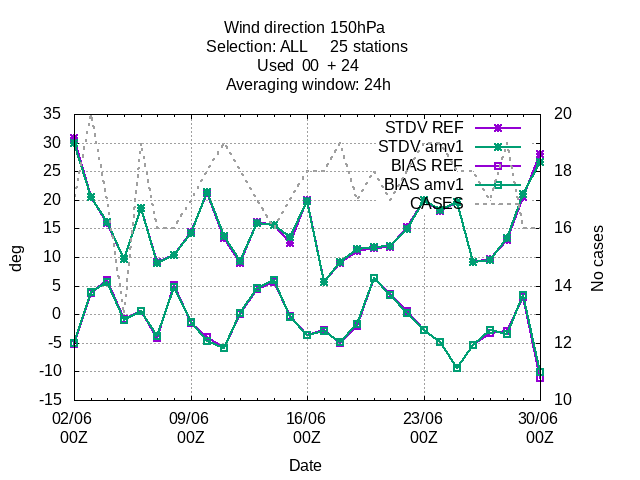 Wind direction 150hPa
Selection: ALL 25 stations
Used 00 + 24
Averaging window: 24h
35
30
25
20
15
10
5
0
-5
-10
-15
deg
20
18
16
14
12
10
No cases
STDV REF
STDV amv1
BIAS REF
BIAS amv1
CASES
02/06 09/06 16/06 23/06 30/06
00Z 00Z 00Z 00Z 00Z
Date